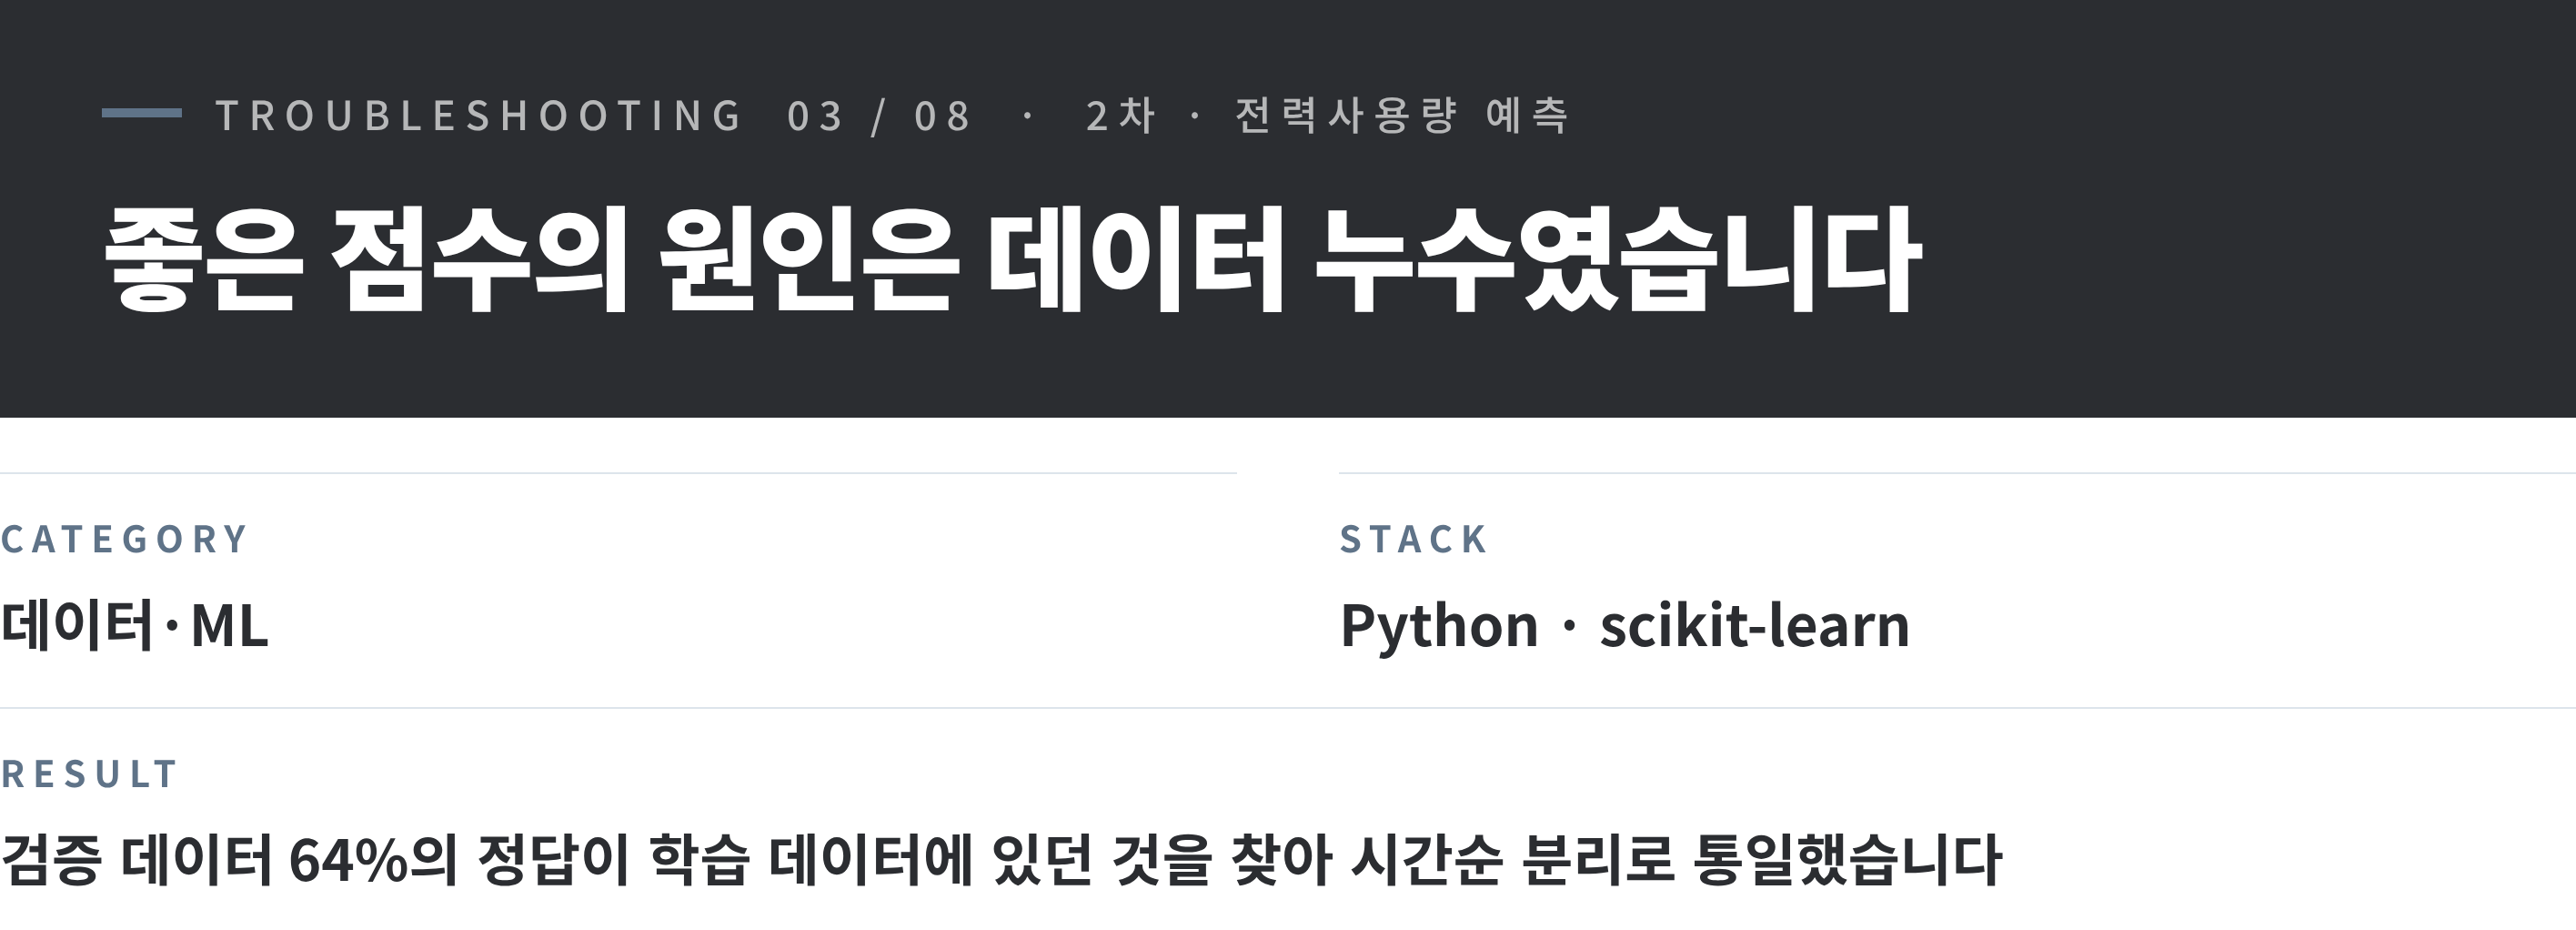 TROUBLESHOOTING 03 / 08 · 2차 · 전력사용량 예측
좋은 점수의 원인은 데이터 누수였습니다
CATEGORY
데이터·ML
STACK
Python · scikit-learn
RESULT
검증 데이터 64%의 정답이 학습 데이터에 있던 것을 찾아 시간순 분리로 통일했습니다